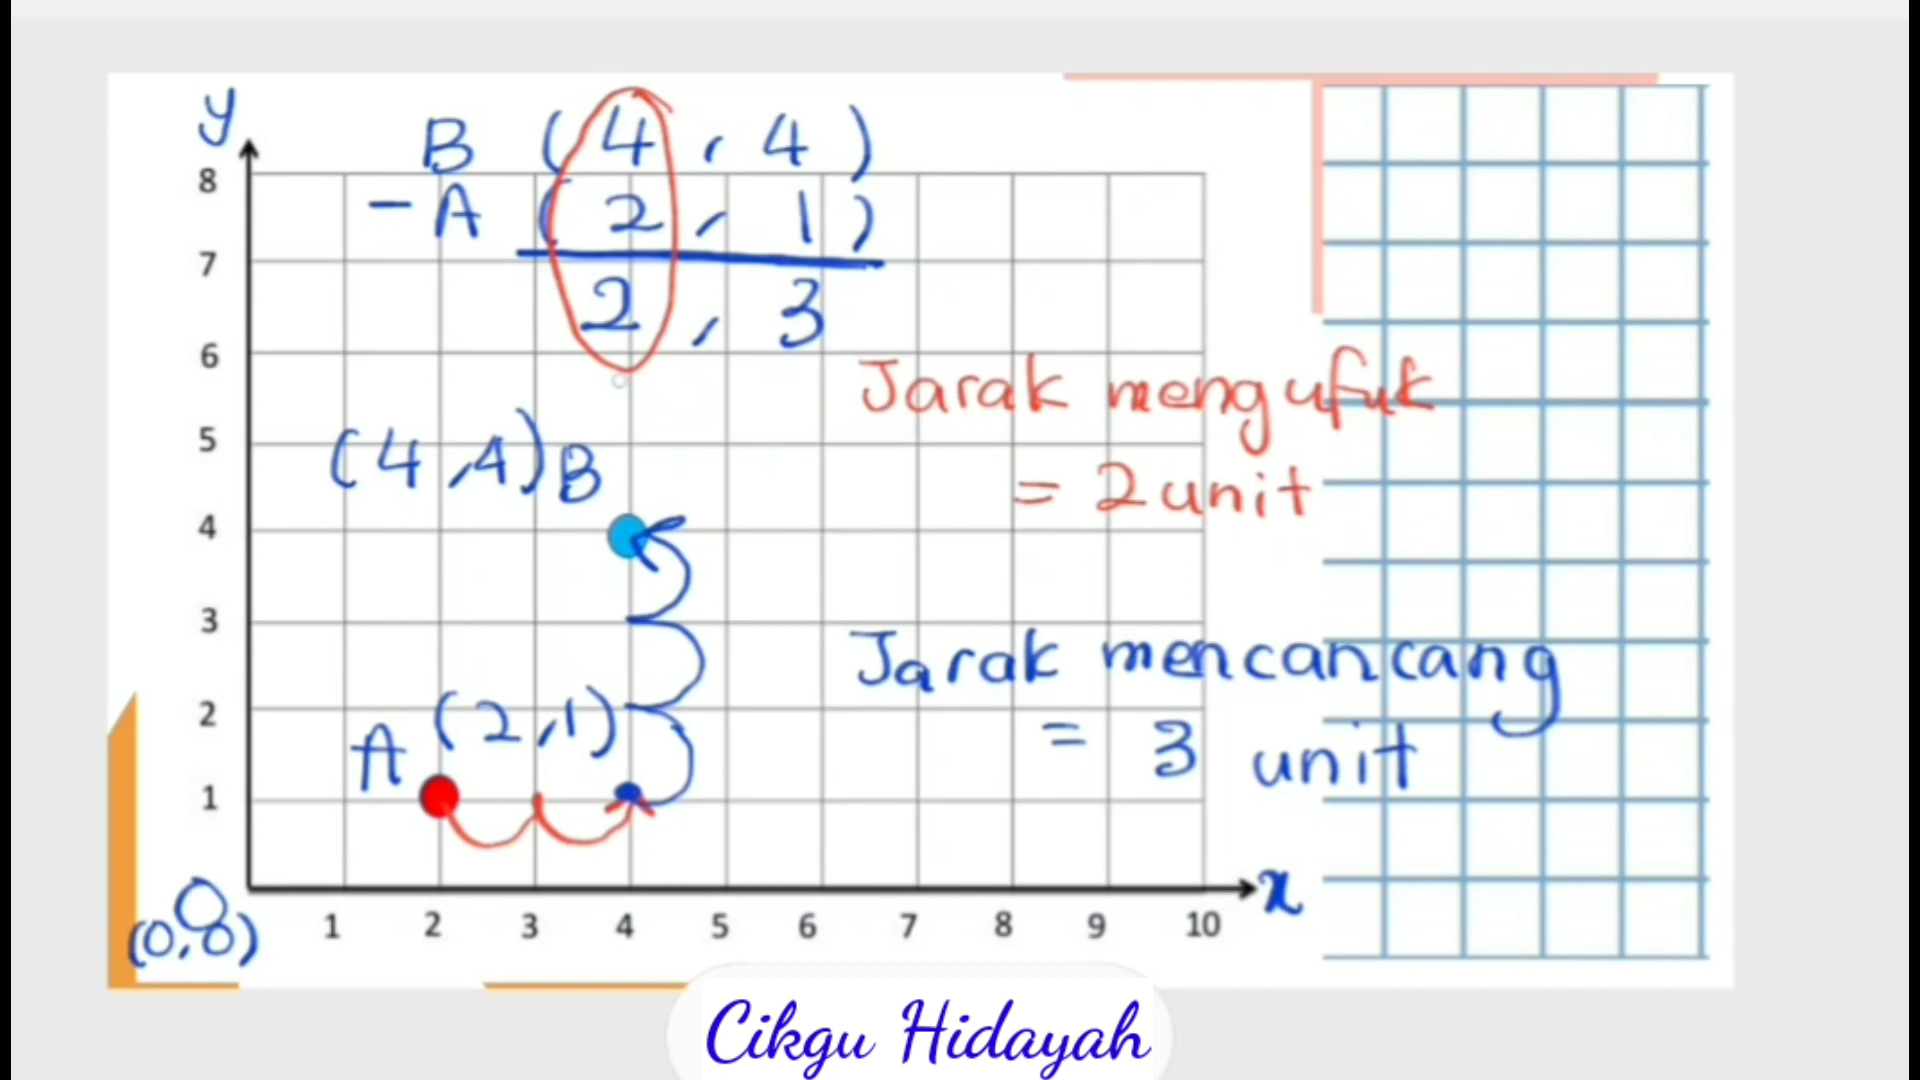 y
B (4, 4)
- A (2, 1)
2, 3
8
7
6
5
4
3
2
1
Jarak mengufuk
= 2 unit
(4,4) B
Jarak mencancang
= 3 unit
A (2,1)
O
(0,0)
1 2 3 4 5 6 7 8 9 10
x
Cikgu Hidayah